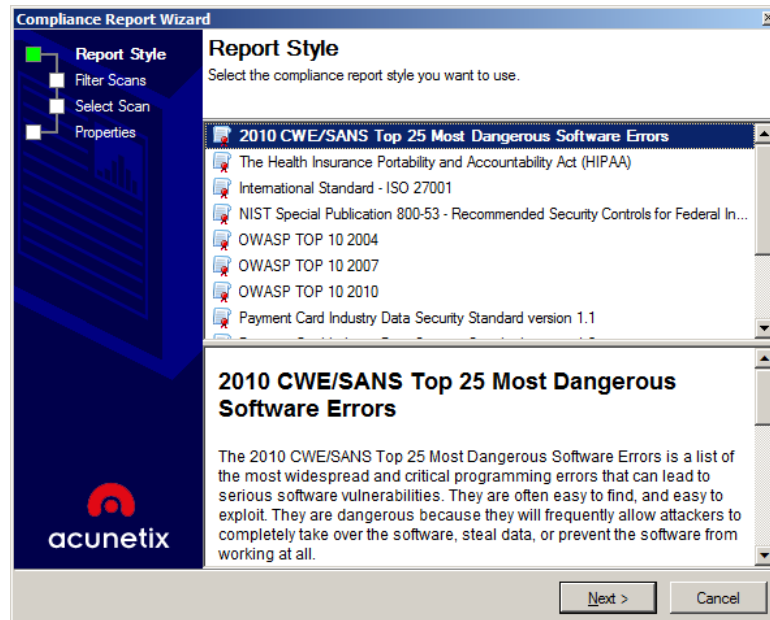 Compliance Report Wizard
Report Style
Filter Scans
Select Scan
Properties
Report Style
Select the compliance report style you want to use.
2010 CWE/SANS Top 25 Most Dangerous Software Errors
The Health Insurance Portability and Accountability Act (HIPAA)
International Standard - ISO 27001
NIST Special Publication 800-53 - Recommended Security Controls for Federal In...
OWASP TOP 10 2004
OWASP TOP 10 2007
OWASP TOP 10 2010
Payment Card Industry Data Security Standard version 1.1
2010 CWE/SANS Top 25 Most Dangerous
Software Errors
The 2010 CWE/SANS Top 25 Most Dangerous Software Errors is a list of
the most widespread and critical programming errors that can lead to
serious software vulnerabilities. They are often easy to find, and easy to
exploit. They are dangerous because they will frequently allow attackers to
completely take over the software, steal data, or prevent the software from
working at all.
acunetix
Next >
Cancel